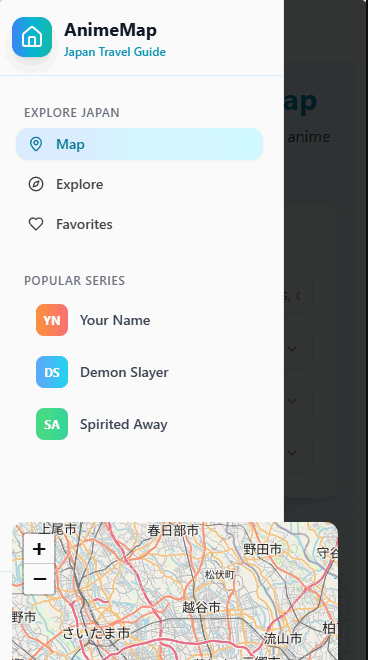 AnimeMap
Japan Travel Guide
EXPLORE JAPAN
Map
Explore
Favorites
POPULAR SERIES
YN Your Name
DS Demon Slayer
SA Spirited Away
ap
anime
s, c
上尾市
春日部市
+
野田市
守谷
−
松伏町
越谷市
野市
さいたま市
柏
流山市